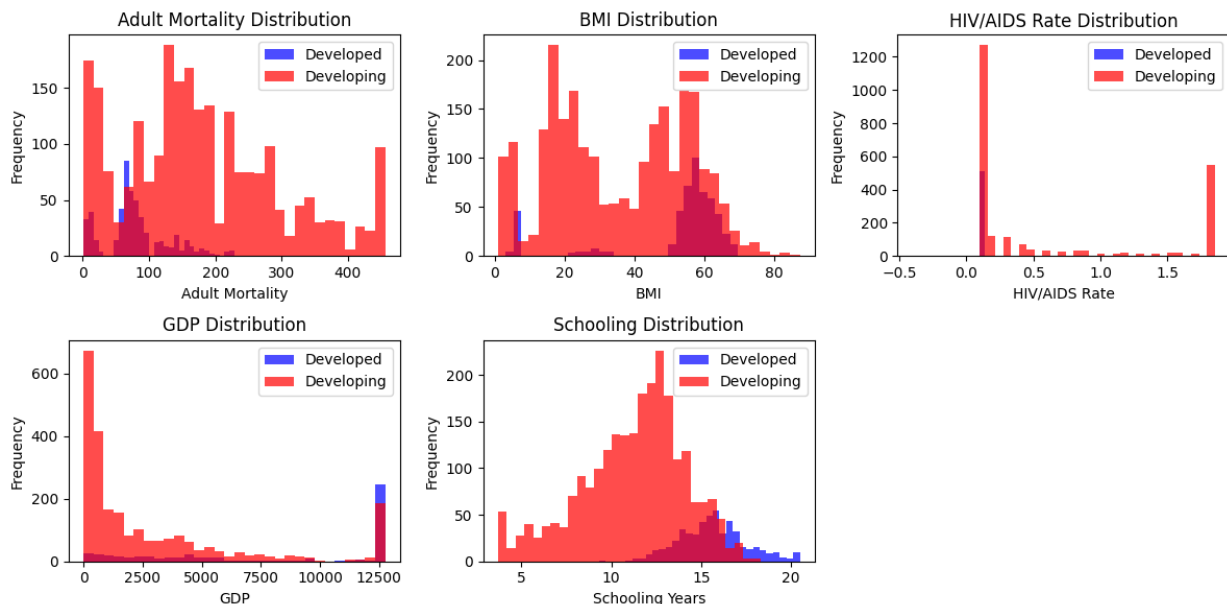 Adult Mortality Distribution
Developed
Developing
150
100
50
0
Frequency
0 100 200 300 400
Adult Mortality
BMI Distribution
Developed
Developing
200
150
100
50
0
Frequency
0 20 40 60 80
BMI
HIV/AIDS Rate Distribution
Developed
Developing
1200
1000
800
600
400
200
0
Frequency
-0.5 0.0 0.5 1.0 1.5
HIV/AIDS Rate
GDP Distribution
Developed
Developing
600
400
200
0
Frequency
0 2500 5000 7500 10000 12500
GDP
Schooling Distribution
Developed
Developing
200
150
100
50
0
Frequency
5 10 15 20
Schooling Years